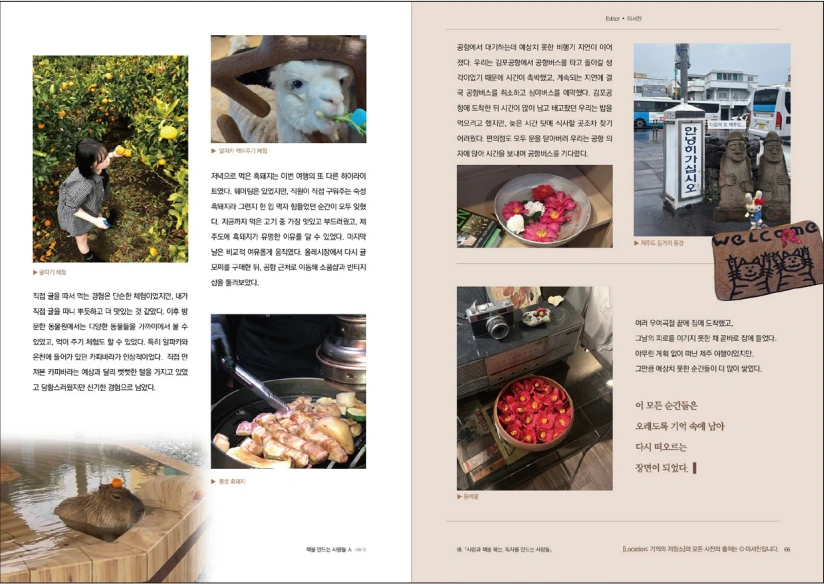 ▶ 귤따기 체험
직접 귤을 따서 먹는 경험은 단순한 체험이었지만, 내가
직접 귤을 따니 뿌듯하고 더 맛있는 것 같았다. 이후 방
문한 동물원에서는 다양한 동물들을 가까이에서 볼 수
있었고, 먹이 주기 체험도 할 수 있었다. 특히 알파카와
온천에 들어가 있던 카피바라가 인상적이었다. 직접 만
져본 카피바라는 예상과 달리 뻣뻣한 털을 가지고 있었
고 당황스러웠지만 신기한 경험으로 남았다.
▶ 알파카 먹이주기 체험
저녁으로 먹은 흑돼지는 이번 여행의 또 다른 하이라이
트였다. 웨이팅은 있었지만, 직원이 직접 구워주는 숙성
흑돼지라 그런지 한 입 먹자 힘들었던 순간이 모두 잊혔
다. 지금까지 먹은 고기 중 가장 맛있고 부드러웠고, 제
주도에 흑돼지가 유명한 이유를 알 수 있었다. 마지막
날은 비교적 여유롭게 움직였다. 올레시장에서 다시 귤
모찌를 구매한 뒤, 공항 근처로 이동해 소품샵과 빈티지
샵을 둘러보았다.
▶ 흑돼지
책을 만드는 사람들 A
Editor • 이서진
공항에서 대기하는데 예상치 못한 비행기 지연이 이어
졌다. 우리는 김포공항에서 공항버스를 타고 돌아갈 생
각이었기 때문에 시간이 촉박했고, 계속되는 지연에 결
국 공항버스를 취소하고 심야버스를 예약했다. 김포공
항에 도착한 뒤 시간이 많이 남고 배고팠던 우리는 밥을
먹으려고 했지만, 늦은 시간 탓에 식사할 곳조차 찾기
어려웠다. 편의점도 모두 문을 닫아버려 우리는 공항 의
자에 앉아 시간을 보내며 공항버스를 기다렸다.
안녕히가십시오
▶ 제주도 길거리 풍경
WELCOME
▶ 동백꽃
여러 우여곡절 끝에 집에 도착했고,
그날의 피로를 이기지 못한 채 곧바로 잠에 들었다.
아무런 계획 없이 떠난 제주 여행이었지만,
그만큼 예상치 못한 순간들이 더 많이 쌓였다.
이 모든 순간들은
오래도록 기억 속에 남아
다시 떠오르는
장면이 되었다.
『사람과 책을 묶는, 독자를 만드는 사람들』
[Location: 기억의 저장소]의 모든 사진의 출처는 ⓒ이서진입니다. 66